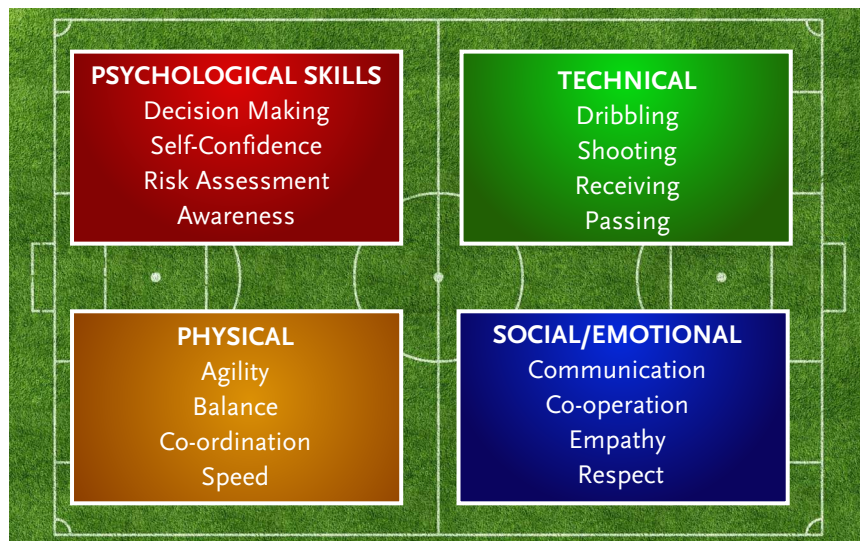 PSYCHOLOGICAL SKILLS
Decision Making
Self-Confidence
Risk Assessment
Awareness
TECHNICAL
Dribbling
Shooting
Receiving
Passing
PHYSICAL
Agility
Balance
Co-ordination
Speed
SOCIAL/EMOTIONAL
Communication
Co-operation
Empathy
Respect